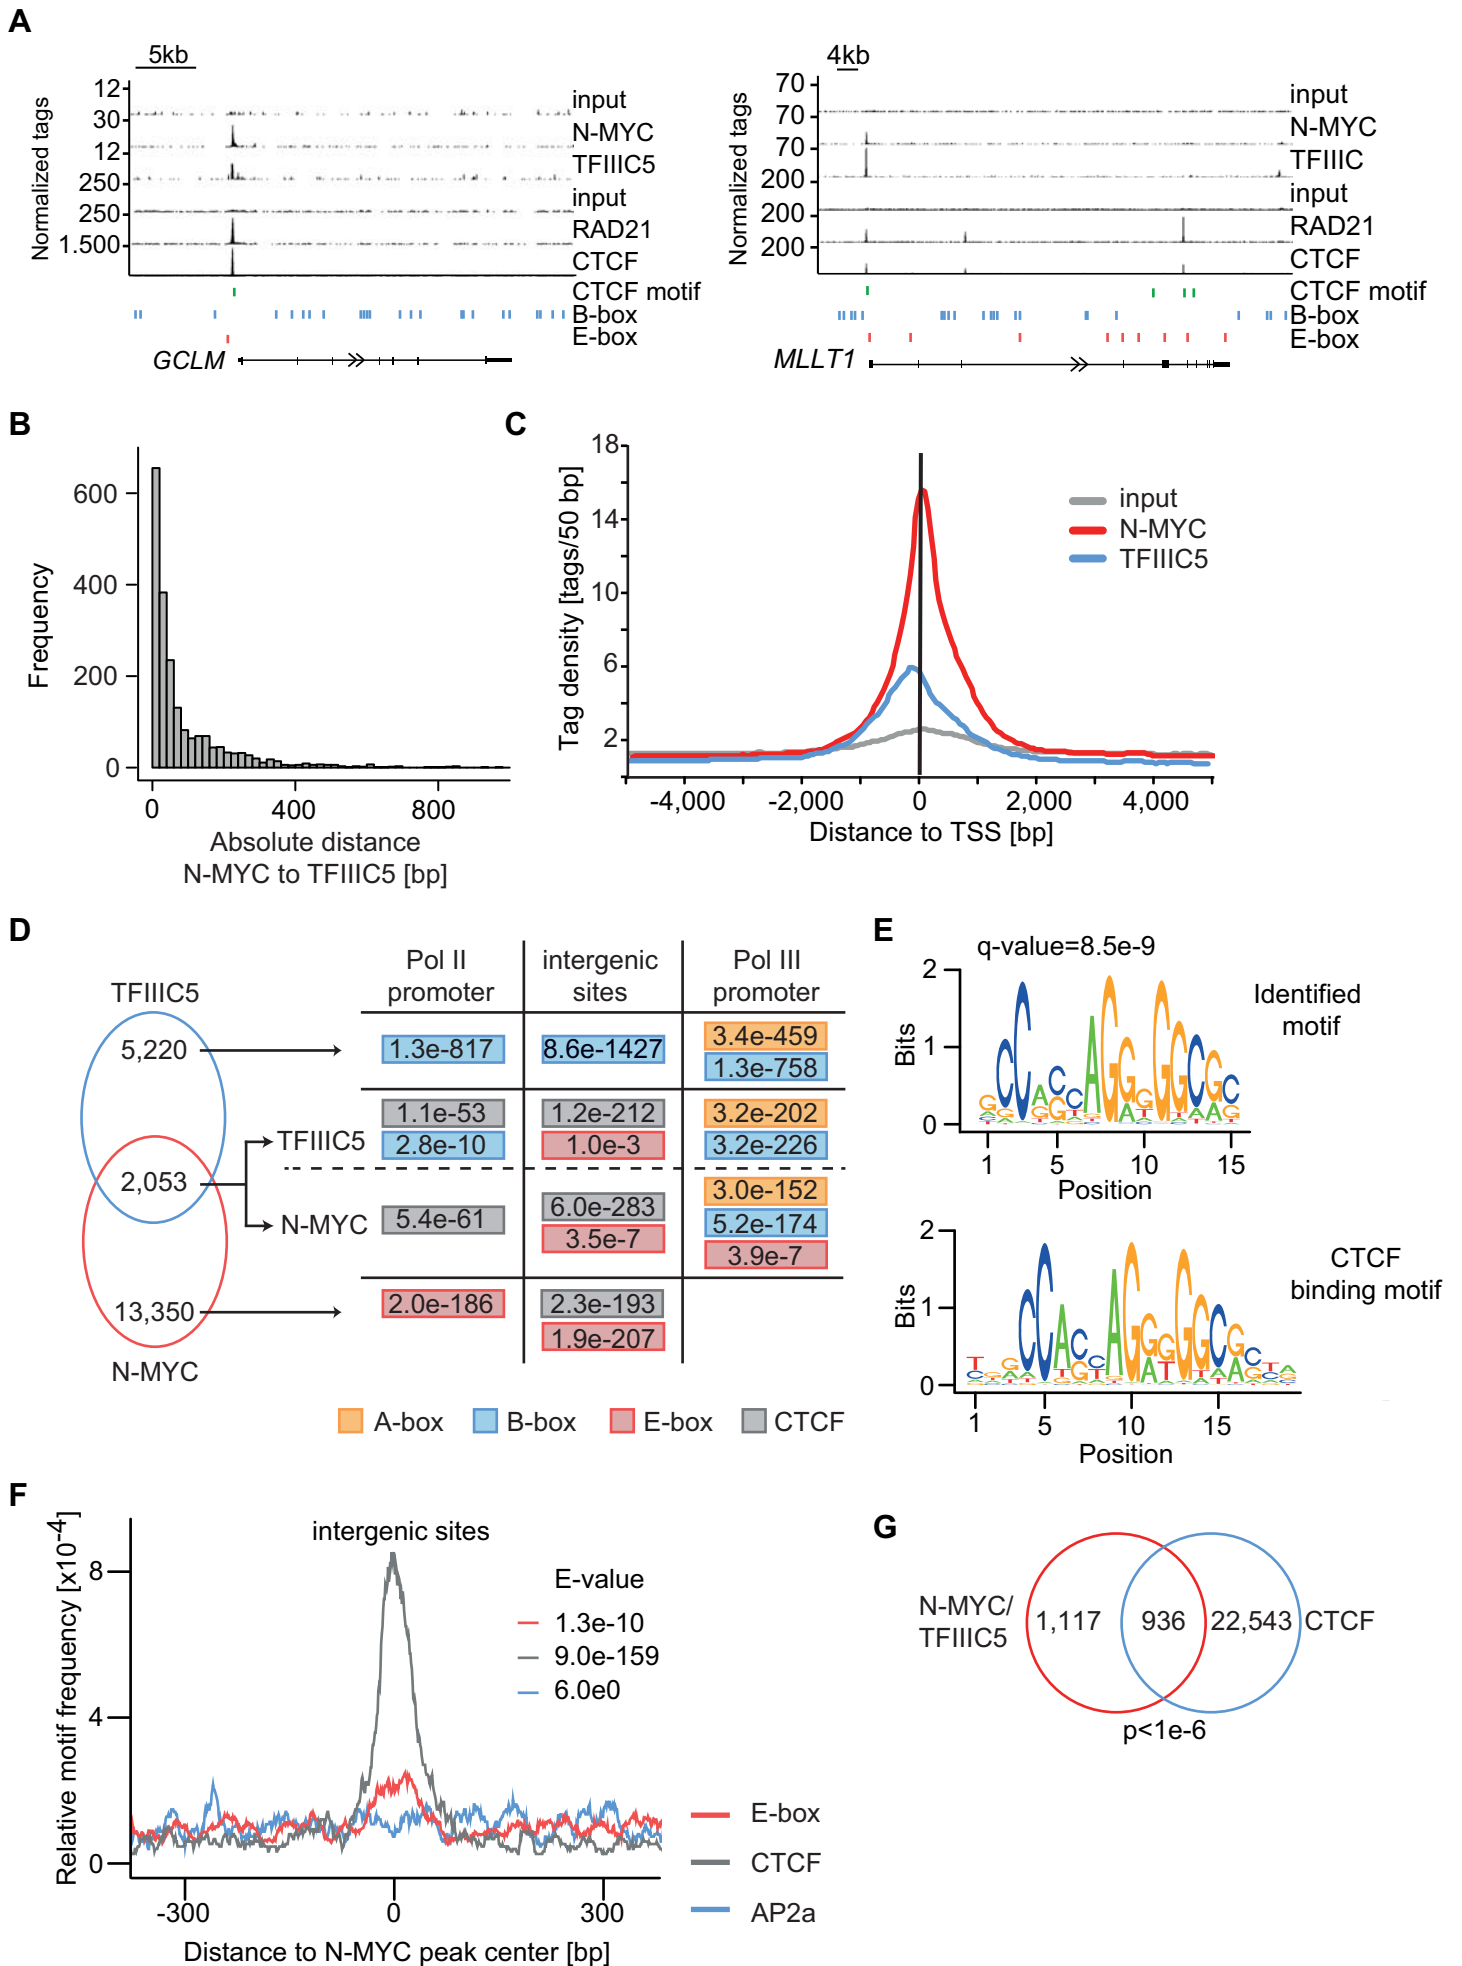 A
5kb
Normalized tags
12
input
30
N-MYC
12
TFIIIC5
250
input
250
RAD21
1.500
CTCF
CTCF motif
B-box
E-box
GCLM
4kb
Normalized tags
70
input
70
N-MYC
70
TFIIIC
200
input
200
RAD21
200
CTCF
CTCF motif
B-box
E-box
MLLT1
B
Frequency
600
400
200
0
0 400 800
Absolute distance
N-MYC to TFIIIC5 [bp]
C
Tag density [tags/50 bp]
18
14
10
6
2
input
N-MYC
TFIIIC5
-4,000 -2,000 0 2,000 4,000
Distance to TSS [bp]
D
TFIIIC5
5,220
2,053
13,350
N-MYC
Pol II
promoter
intergenic
sites
Pol III
promoter
1.3e-817 8.6e-1427 3.4e-459
1.3e-758
TFIIIC5
1.1e-53 1.2e-212 3.2e-202
2.8e-10 1.0e-3 3.2e-226
N-MYC
5.4e-61 6.0e-283 3.0e-152
3.5e-7 5.2e-174
3.9e-7
2.0e-186 2.3e-193
1.9e-207
A-box B-box E-box CTCF
E
q-value=8.5e-9
Bits
2
1
0
1 5 10 15
Position
Identified
motif
Bits
2
1
0
1 5 10 15
Position
CTCF
binding motif
F
Relative motif frequency [x10-4]
8
4
0
intergenic sites
E-value
1.3e-10
9.0e-159
6.0e0
E-box
CTCF
AP2a
-300 0 300
Distance to N-MYC peak center [bp]
G
N-MYC/
TFIIIC5
1,117 936 22,543 CTCF
p<1e-6